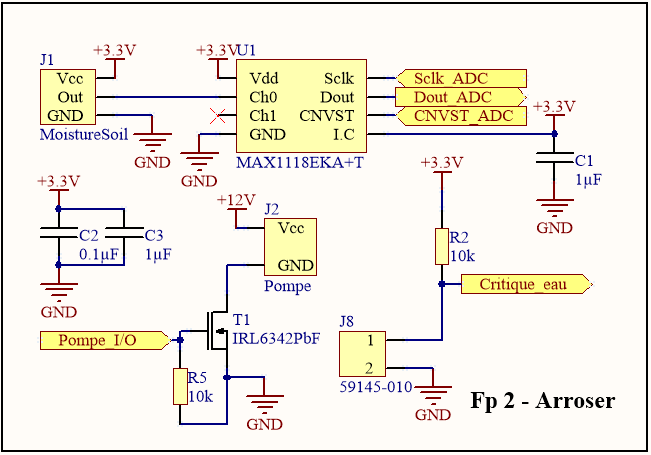 J1
+3.3V
Vcc
Out
GND
MoistureSoil
GND
+3.3V
U1
Vdd
Ch0
Ch1
GND
Sclk
Dout
CNVST
I.C
MAX1118EKA+T
GND
Sclk_ADC
Dout_ADC
CNVST_ADC
+3.3V
C1
1µF
GND
+3.3V
C2
0.1µF
C3
1µF
GND
+12V
J2
Vcc
GND
Pompe
T1
IRL6342PbF
Pompe_I/O
R5
10k
GND
+3.3V
R2
10k
Critique_eau
J8
1
2
59145-010
GND
Fp 2 - Arroser